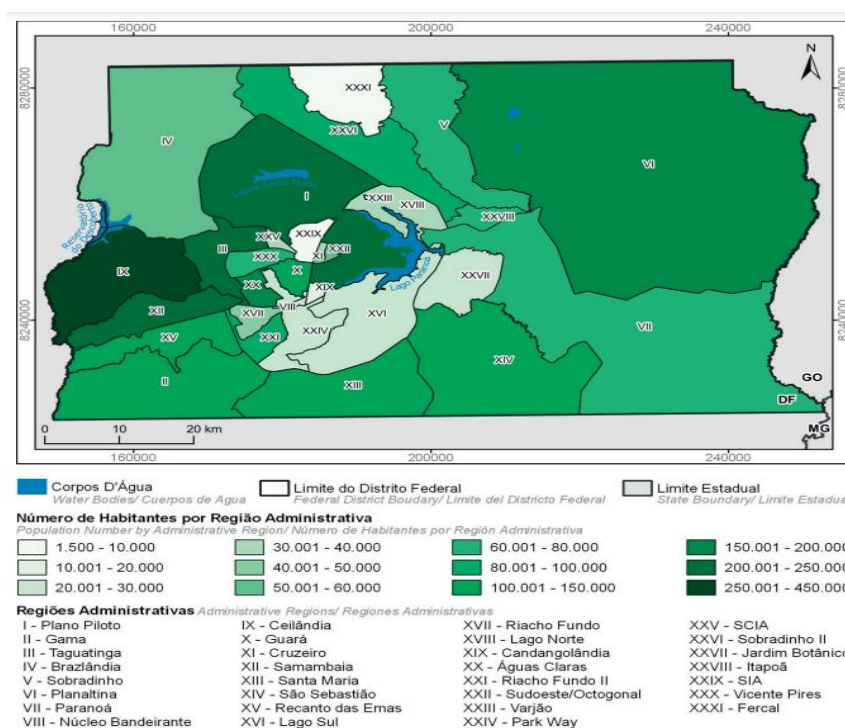 160000 200000 240000
N
8280000 8280000
XXXI
XXVI
V
IV
VI
Lagoa Santa Maria
I
XXIII
XVIII
XXVIII
Reservatório
do Descoberto
XXV
XXIX
III
XXX
XI
XXII
IX
X
Lago Paranoá
XXVII
XX
XIX
XII
VIII
8240000 8240000
XVII
XVI
XV
XXI
XXIV
VII
XIV
II
XIII
GO
DF
MG
0 10 20 km
160000 200000 240000
Corpos D'Água
Water Bodies/ Cuerpos de Agua
Limite do Distrito Federal
Federal District Boudary/ Limite del Districto Federal
Limite Estadual
State Boundary/ Limite Estadua
Número de Habitantes por Região Administrativa
Population Number by Administrative Region/ Número de Habitantes por Región Administrativa
1.500 - 10.000 30.001 - 40.000 60.001 - 80.000 150.001 - 200.000
10.001 - 20.000 40.001 - 50.000 80.001 - 100.000 200.001 - 250.000
20.001 - 30.000 50.001 - 60.000 100.001 - 150.000 250.001 - 450.000
Regiões Administrativas Administrative Regions/ Regiones Administrativas
I - Plano Piloto
II - Gama
III - Taguatinga
IV - Brazlândia
V - Sobradinho
VI - Planaltina
VII - Paranoá
VIII - Núcleo Bandeirante
IX - Ceilândia
X - Guará
XI - Cruzeiro
XII - Samambaia
XIII - Santa Maria
XIV - São Sebastião
XV - Recanto das Emas
XVI - Lago Sul
XVII - Riacho Fundo
XVIII - Lago Norte
XIX - Candangolândia
XX - Águas Claras
XXI - Riacho Fundo II
XXII - Sudoeste/Octogonal
XXIII - Varjão
XXIV - Park Way
XXV - SCIA
XXVI - Sobradinho II
XXVII - Jardim Botânico
XXVIII - Itapoã
XXIX - SIA
XXX - Vicente Pires
XXXI - Fercal